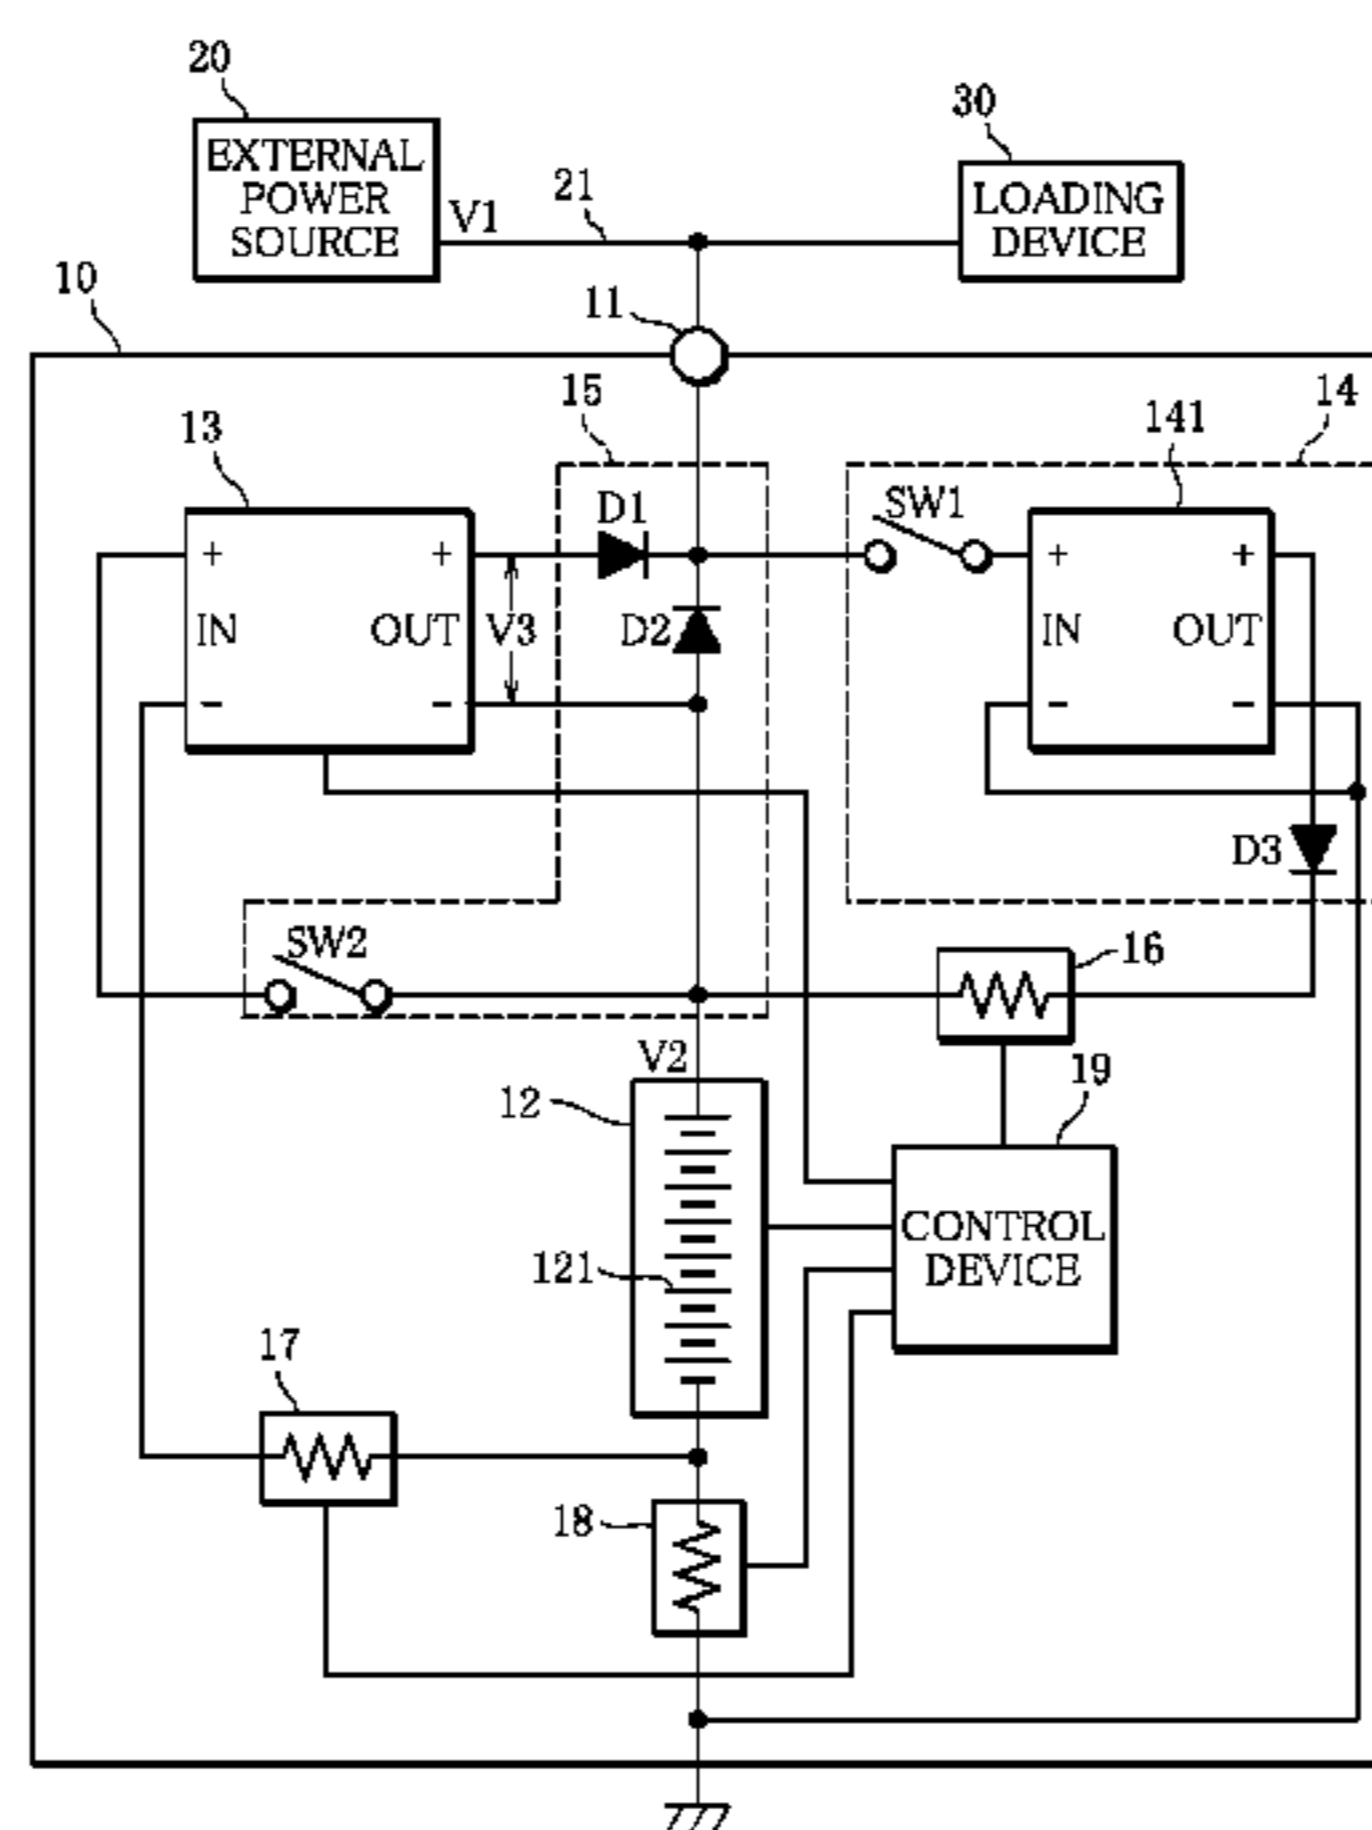 20
EXTERNAL
POWER
SOURCE
V1
21
30
LOADING
DEVICE
10
11
15
14
13
141
D1
SW1
+
+
+
+
IN
OUT
V3
D2
IN
OUT
−
−
−
−
D3
SW2
16
V2
12
19
CONTROL
DEVICE
121
17
18